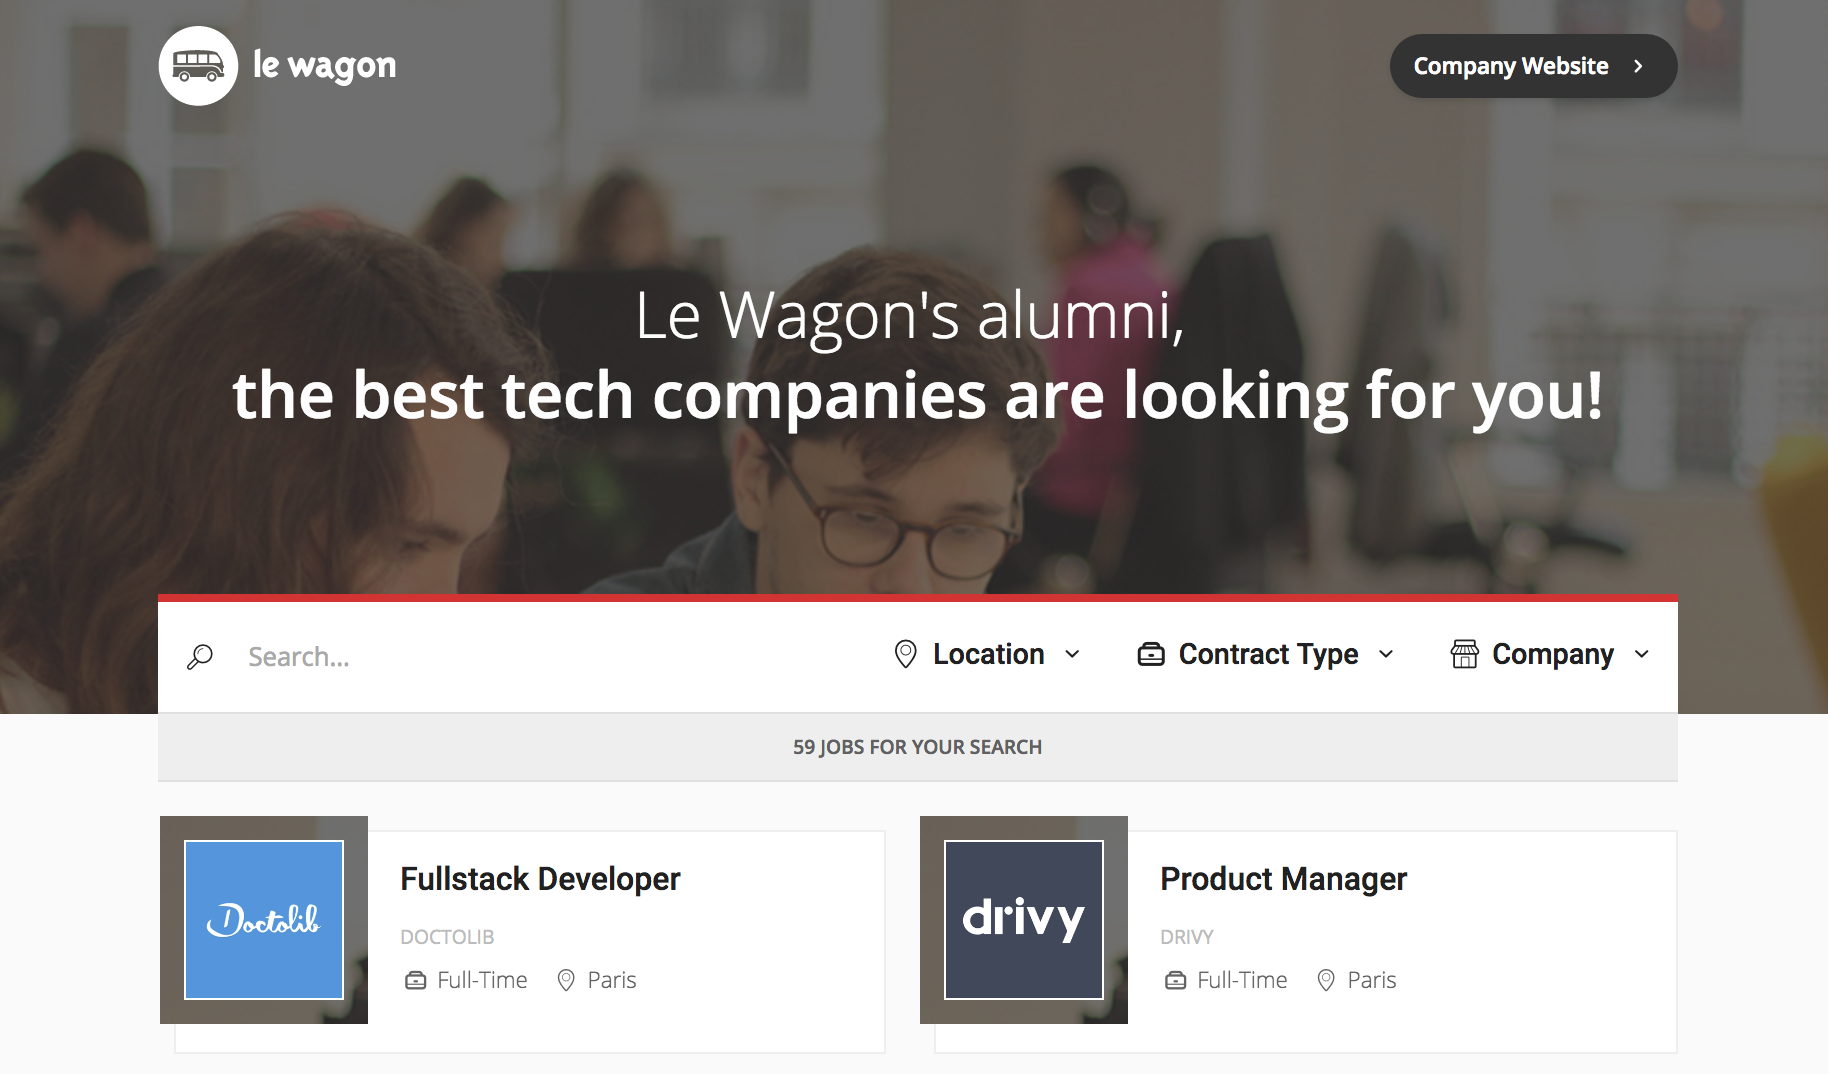 le wagon
Company Website
Le Wagon's alumni,
the best tech companies are looking for you!
Search...
Location
Contract Type
Company
59 JOBS FOR YOUR SEARCH
Doctolib
Fullstack Developer
DOCTOLIB
Full-Time Paris
drivy
Product Manager
DRIVY
Full-Time Paris